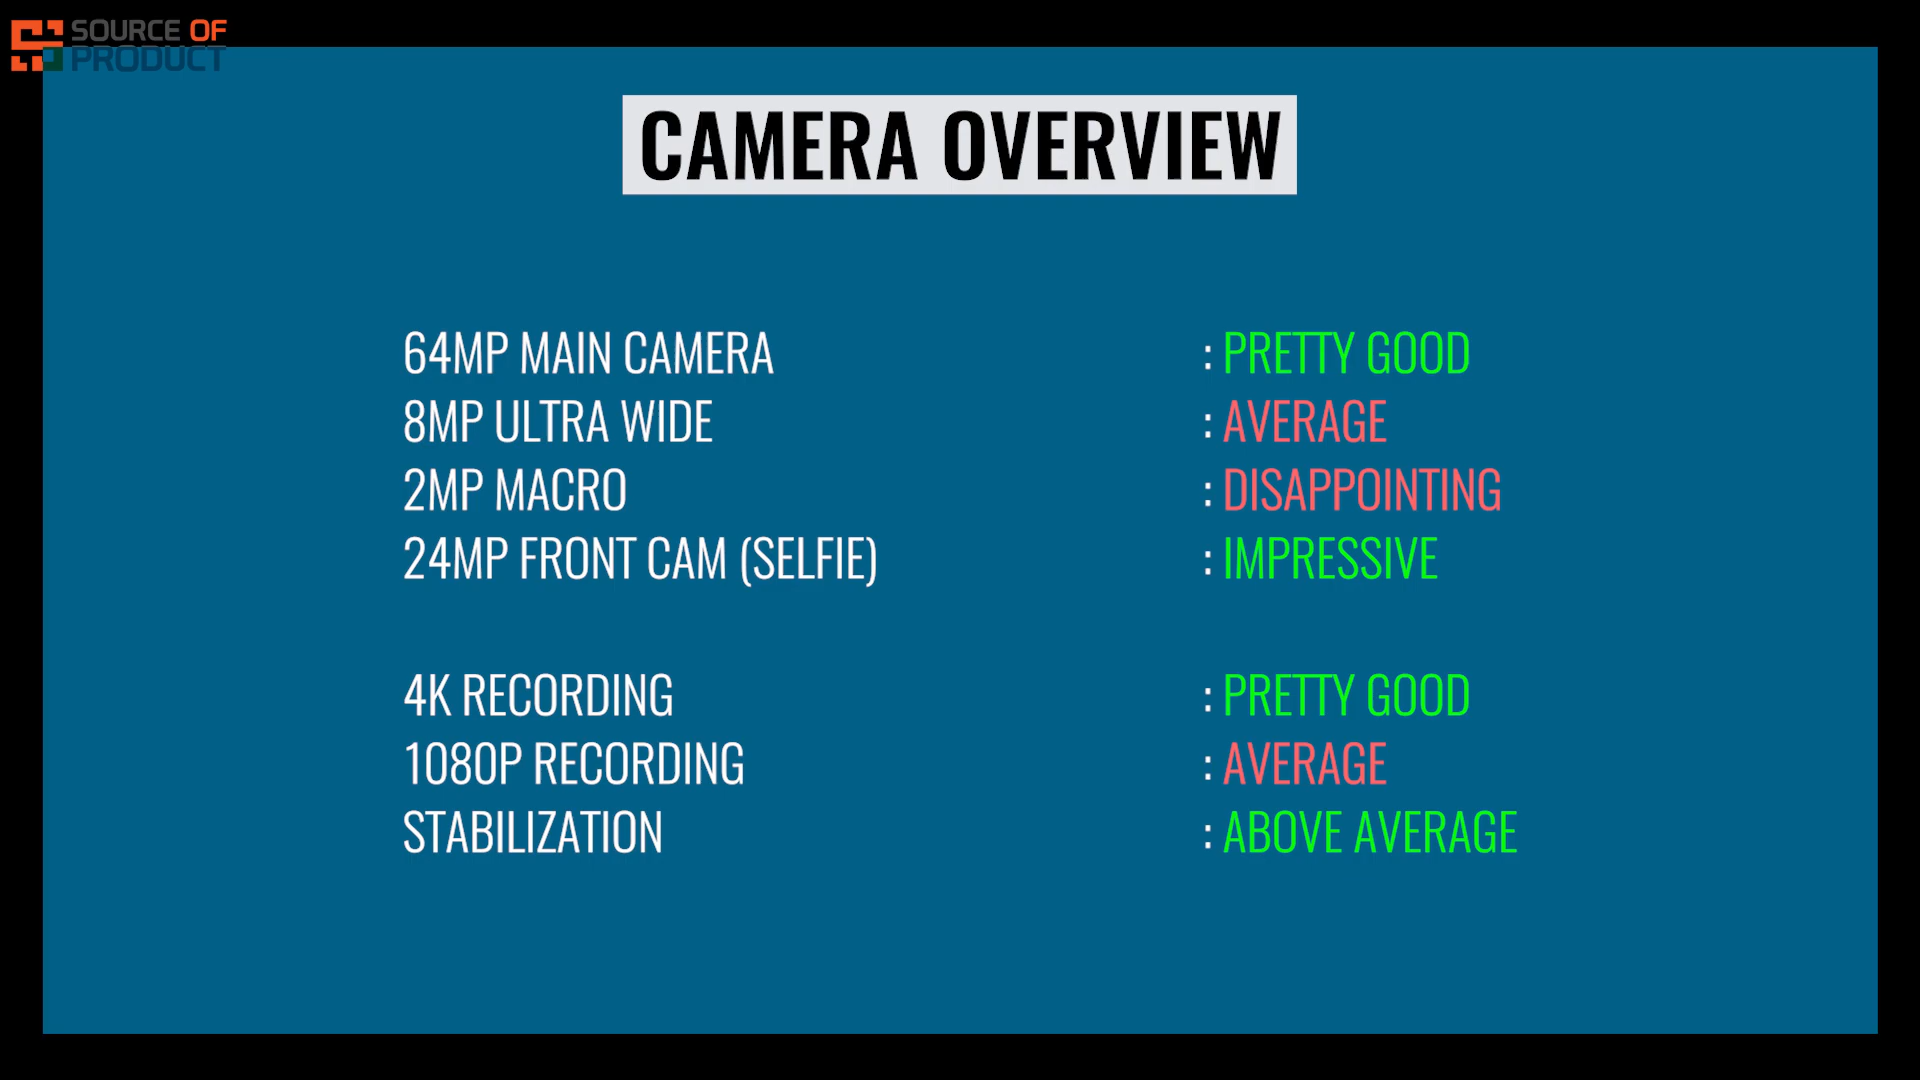 SOURCE OF
PRODUCT
CAMERA OVERVIEW
64MP MAIN CAMERA : PRETTY GOOD
8MP ULTRA WIDE : AVERAGE
2MP MACRO : DISAPPOINTING
24MP FRONT CAM (SELFIE) : IMPRESSIVE
4K RECORDING : PRETTY GOOD
1080P RECORDING : AVERAGE
STABILIZATION : ABOVE AVERAGE